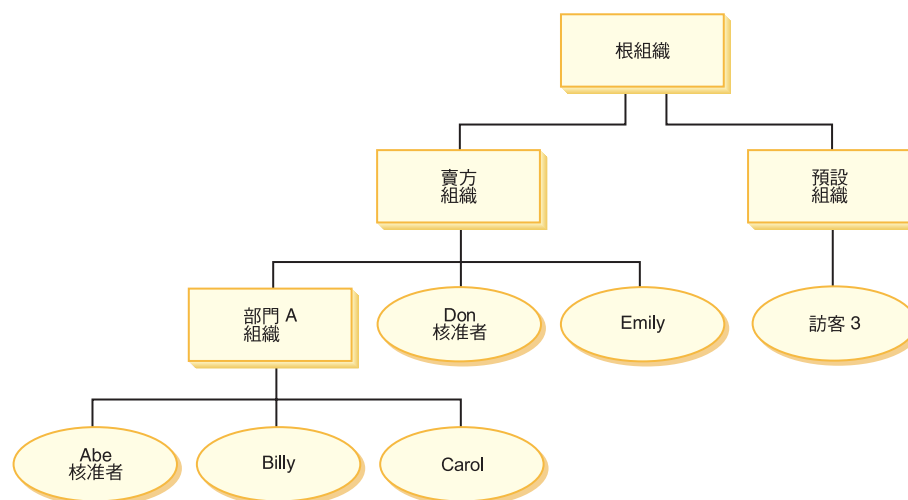 根組織
賣方
組織
預設
組織
部門 A
組織
Don
核准者
Emily
訪客 3
Abe
核准者
Billy
Carol